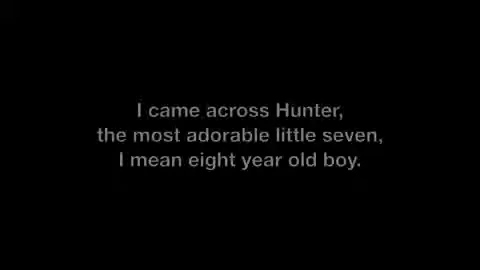 I came across Hunter,
the most adorable little seven,
I mean eight year old boy.